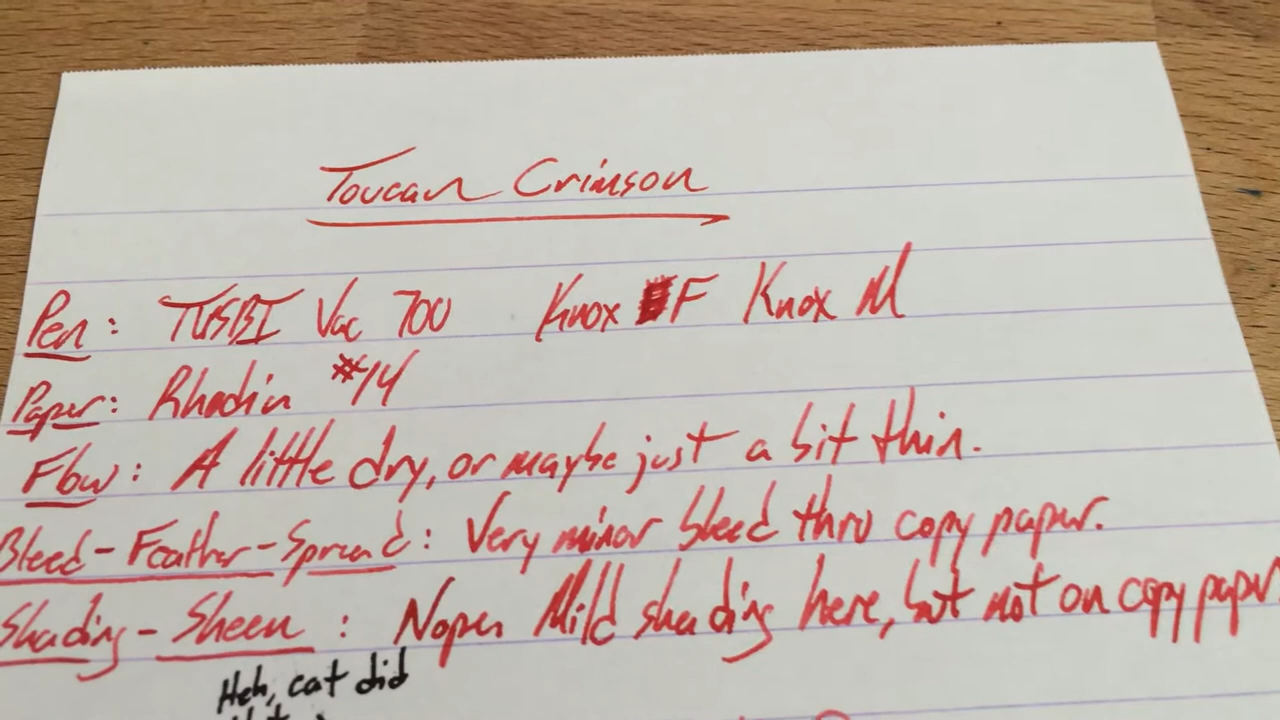 Toucan Crimson
Pen: TWSBI Vac 700 Knox F Knox M
Paper: Rhodia #14
Flow: A little dry, or maybe just a bit thin.
Bleed-Feather-Spread: Very minor bleed thru copy paper.
Shading-Sheen: Nope. Mild shading here, but not on copy paper.
Heh, cat did